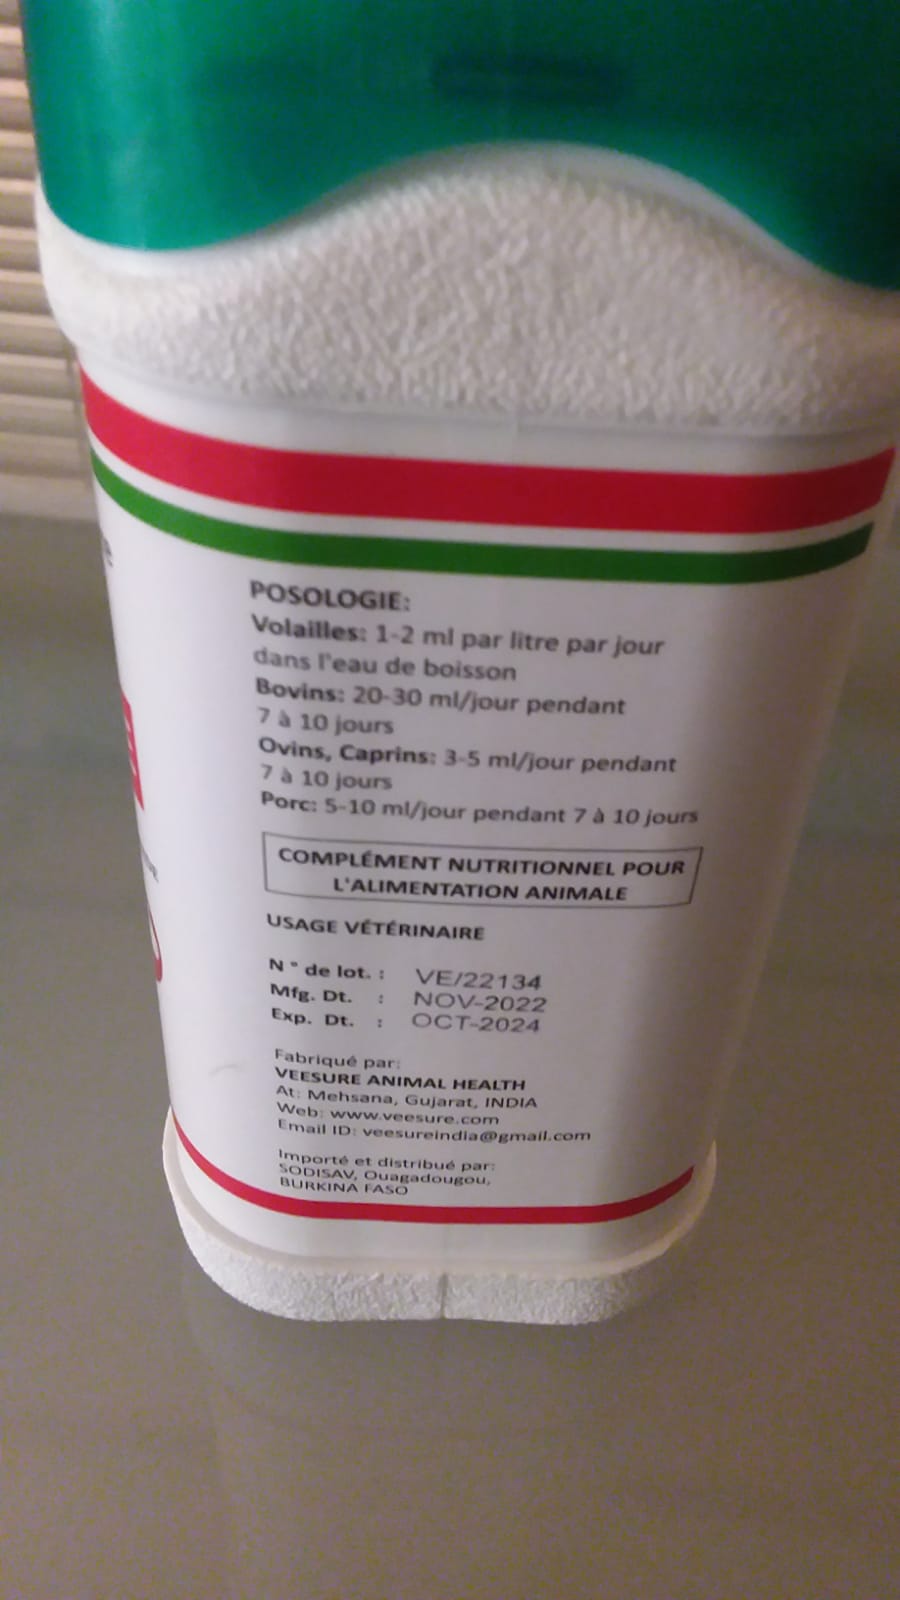 POSOLOGIE:
Volailles: 1-2 ml par litre par jour
dans l'eau de boisson
Bovins: 20-30 ml/jour pendant
7 à 10 jours
Ovins, Caprins: 3-5 ml/jour pendant
7 à 10 jours
Porc: 5-10 ml/jour pendant 7 à 10 jours
COMPLÉMENT NUTRITIONNEL POUR
L'ALIMENTATION ANIMALE
USAGE VÉTÉRINAIRE
N° de lot. : VE/22134
Mfg. Dt. : NOV-2022
Exp. Dt. : OCT-2024
Fabriqué par:
VEESURE ANIMAL HEALTH
At: Mehsana, Gujarat, INDIA
Web: www.veesure.com
Email ID: veesureindia@gmail.com
Importé et distribué par:
SODISAV, Ouagadougou,
BURKINA FASO